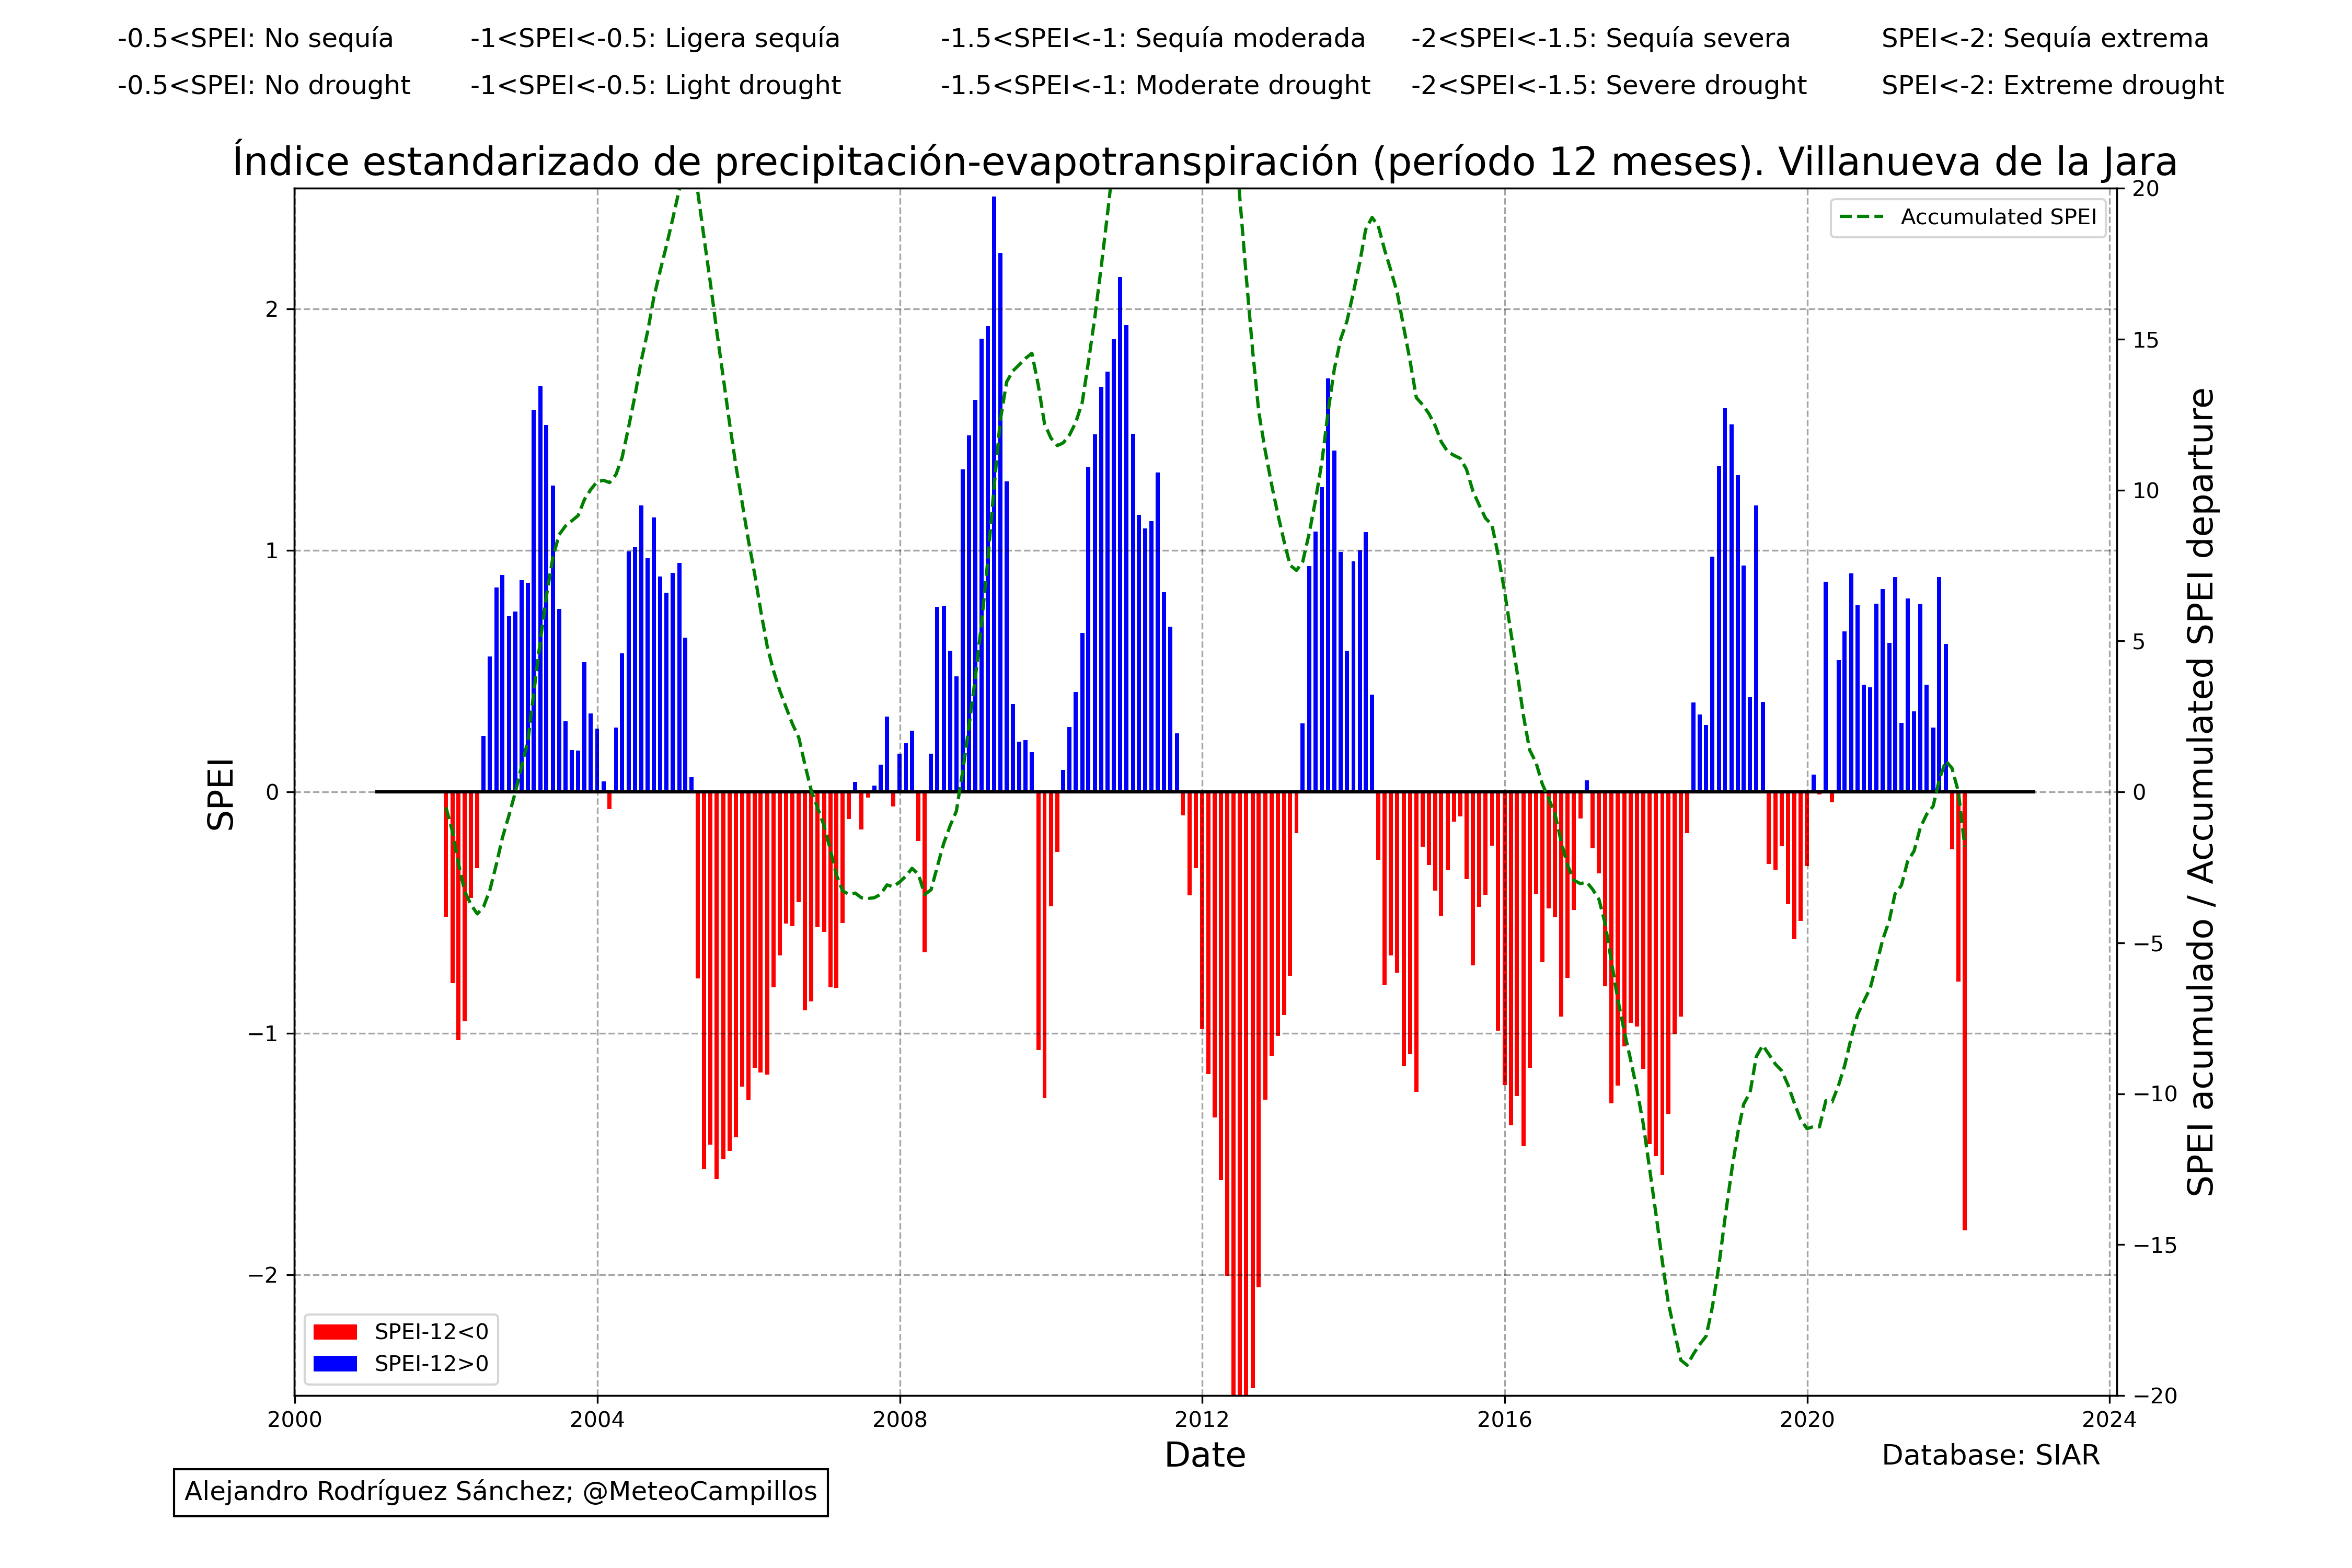 -0.5<SPEI: No sequía -1<SPEI<-0.5: Ligera sequía -1.5<SPEI<-1: Sequía moderada -2<SPEI<-1.5: Sequía severa SPEI<-2: Sequía extrema
-0.5<SPEI: No drought -1<SPEI<-0.5: Light drought -1.5<SPEI<-1: Moderate drought -2<SPEI<-1.5: Severe drought SPEI<-2: Extreme drought
Índice estandarizado de precipitación-evapotranspiración (período 12 meses). Villanueva de la Jara
Accumulated SPEI
SPEI
2
1
0
−1
−2
20
15
10
5
0
−5
−10
−15
−20
SPEI acumulado / Accumulated SPEI departure
SPEI-12<0
SPEI-12>0
2000 2004 2008 2012 2016 2020 2024
Date
Database: SIAR
Alejandro Rodríguez Sánchez; @MeteoCampillos